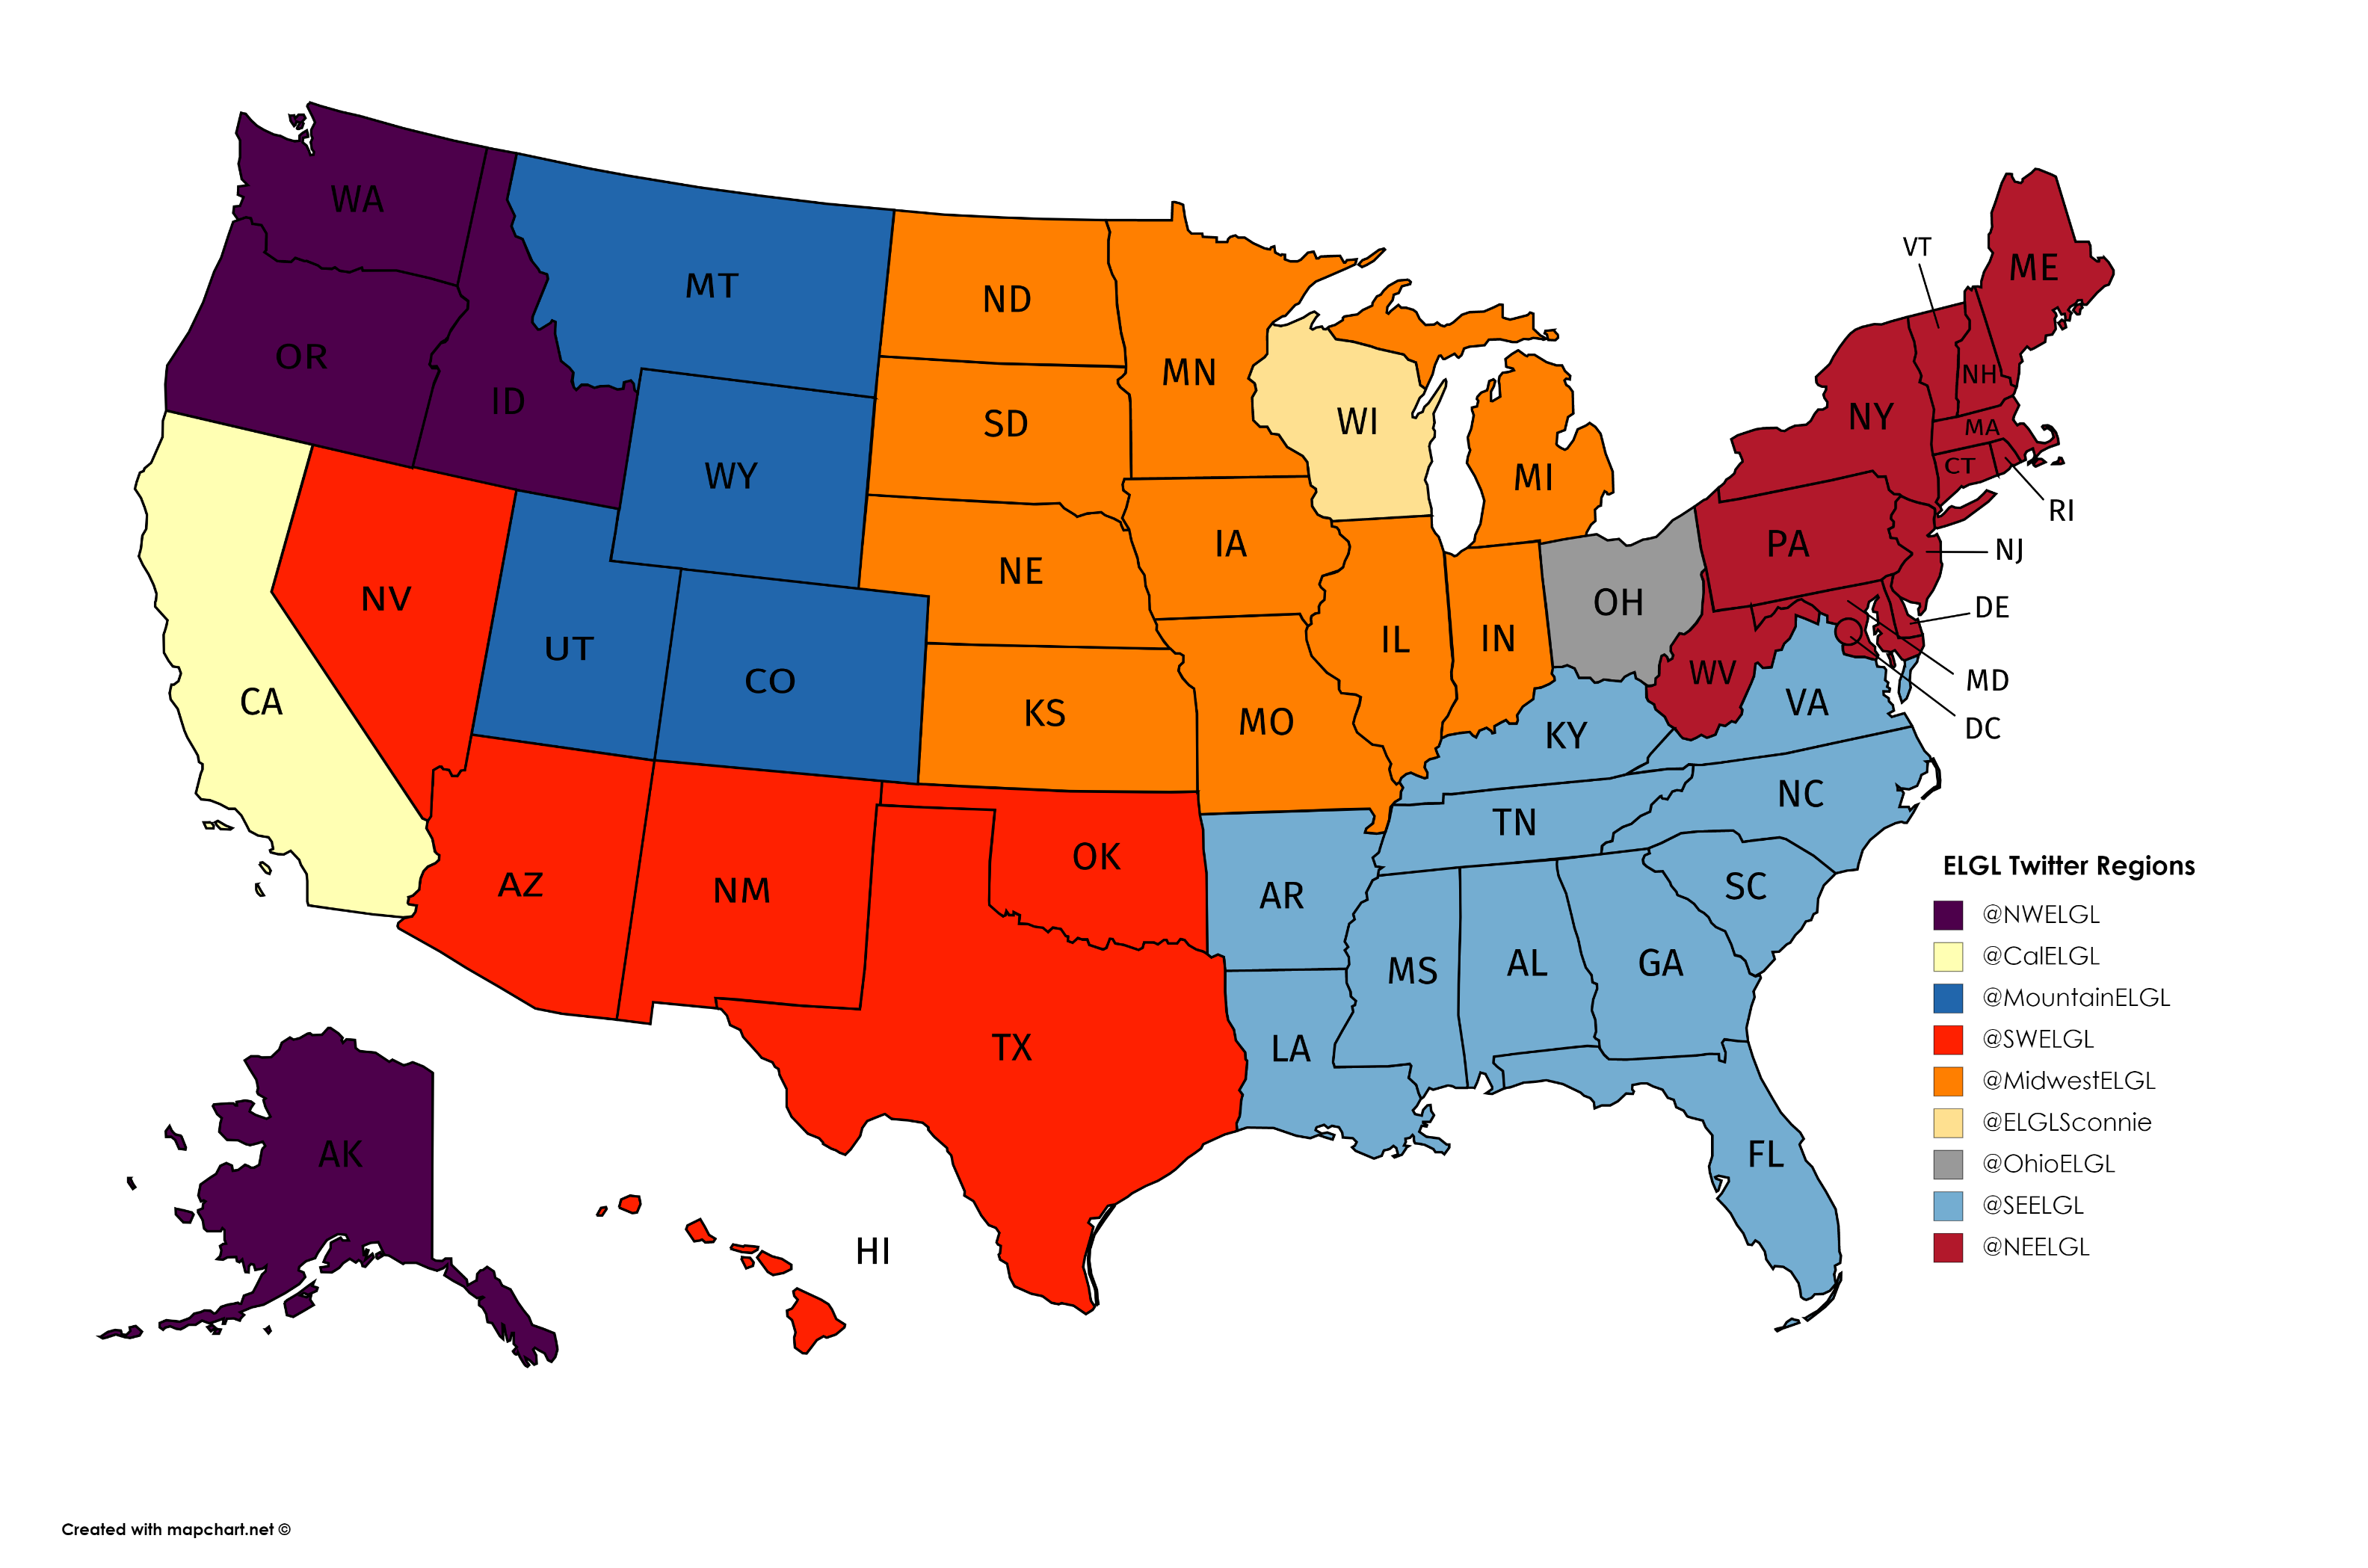 WA
MT
ND
MN
VT
ME
OR
ID
SD
WI
NH
NY
MA
CT
WY
MI
RI
NE
IA
PA
NJ
NV
UT
CO
OH
DE
IL
IN
WV
MD
CA
KS
MO
KY
VA
DC
TN
NC
OK
AZ
NM
AR
SC
MS
AL
GA
TX
LA
AK
FL
HI
ELGL Twitter Regions
@NWELGL
@CalELGL
@MountainELGL
@SWELGL
@MidwestELGL
@ELGLSconnie
@OhioELGL
@SEELGL
@NEELGL
Created with mapchart.net ©